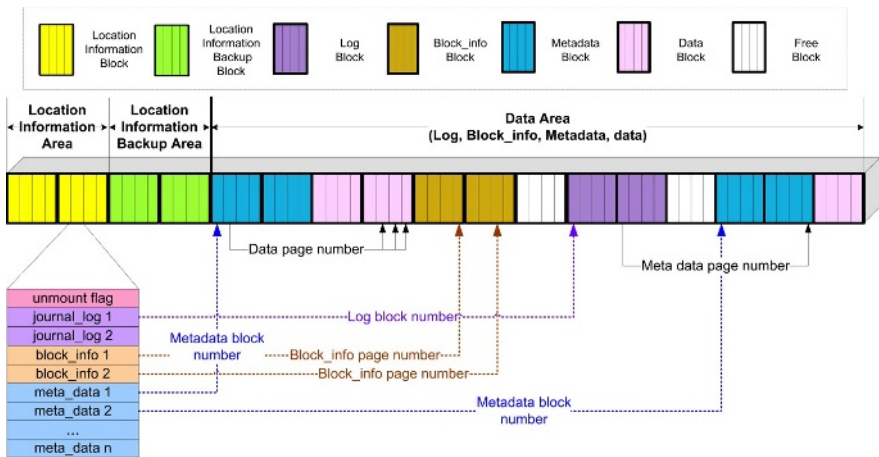 Location
Information
Block
Location
Information
Backup
Block
Log
Block
Block_info
Block
Metadata
Block
Data
Block
Free
Block
Location
Information
Area
Location
Information
Backup Area
Data Area
(Log, Block_info, Metadata, data)
Data page number
Meta data page number
unmount flag
journal_log 1
Log block number
journal_log 2
Metadata block
number
block_info 1
Block_info page number
block_info 2
Block_info page number
meta_data 1
meta_data 2
Metadata block
number
...
meta_data n